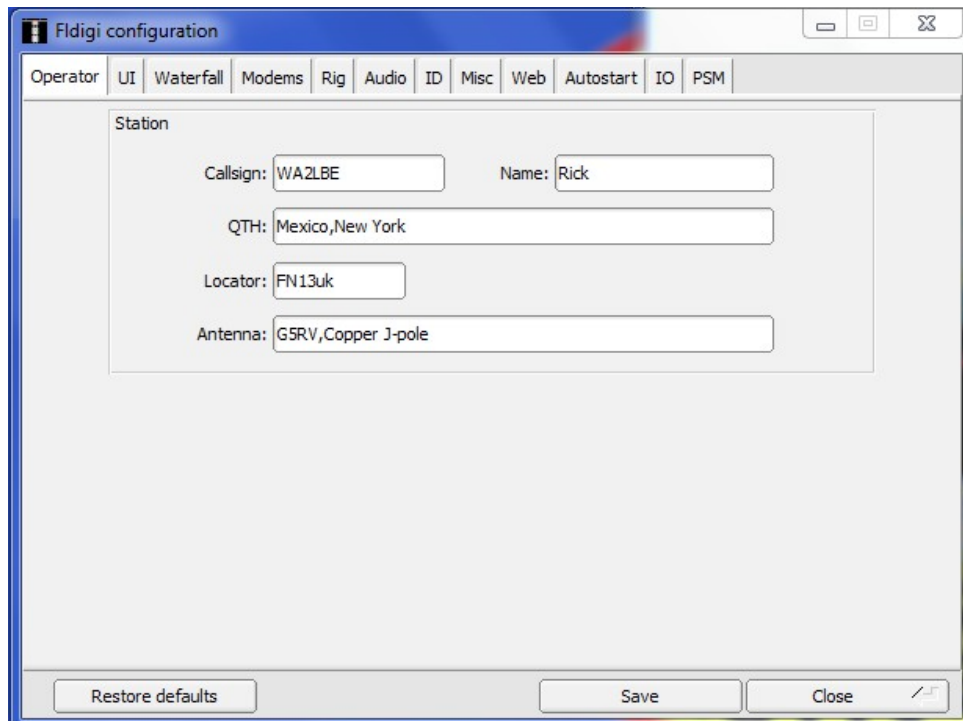 Fldigi configuration
Operator UI Waterfall Modems Rig Audio ID Misc Web Autostart IO PSM
Station
Callsign: WA2LBE Name: Rick
QTH: Mexico,New York
Locator: FN13uk
Antenna: G5RV,Copper J-pole
Restore defaults Save Close